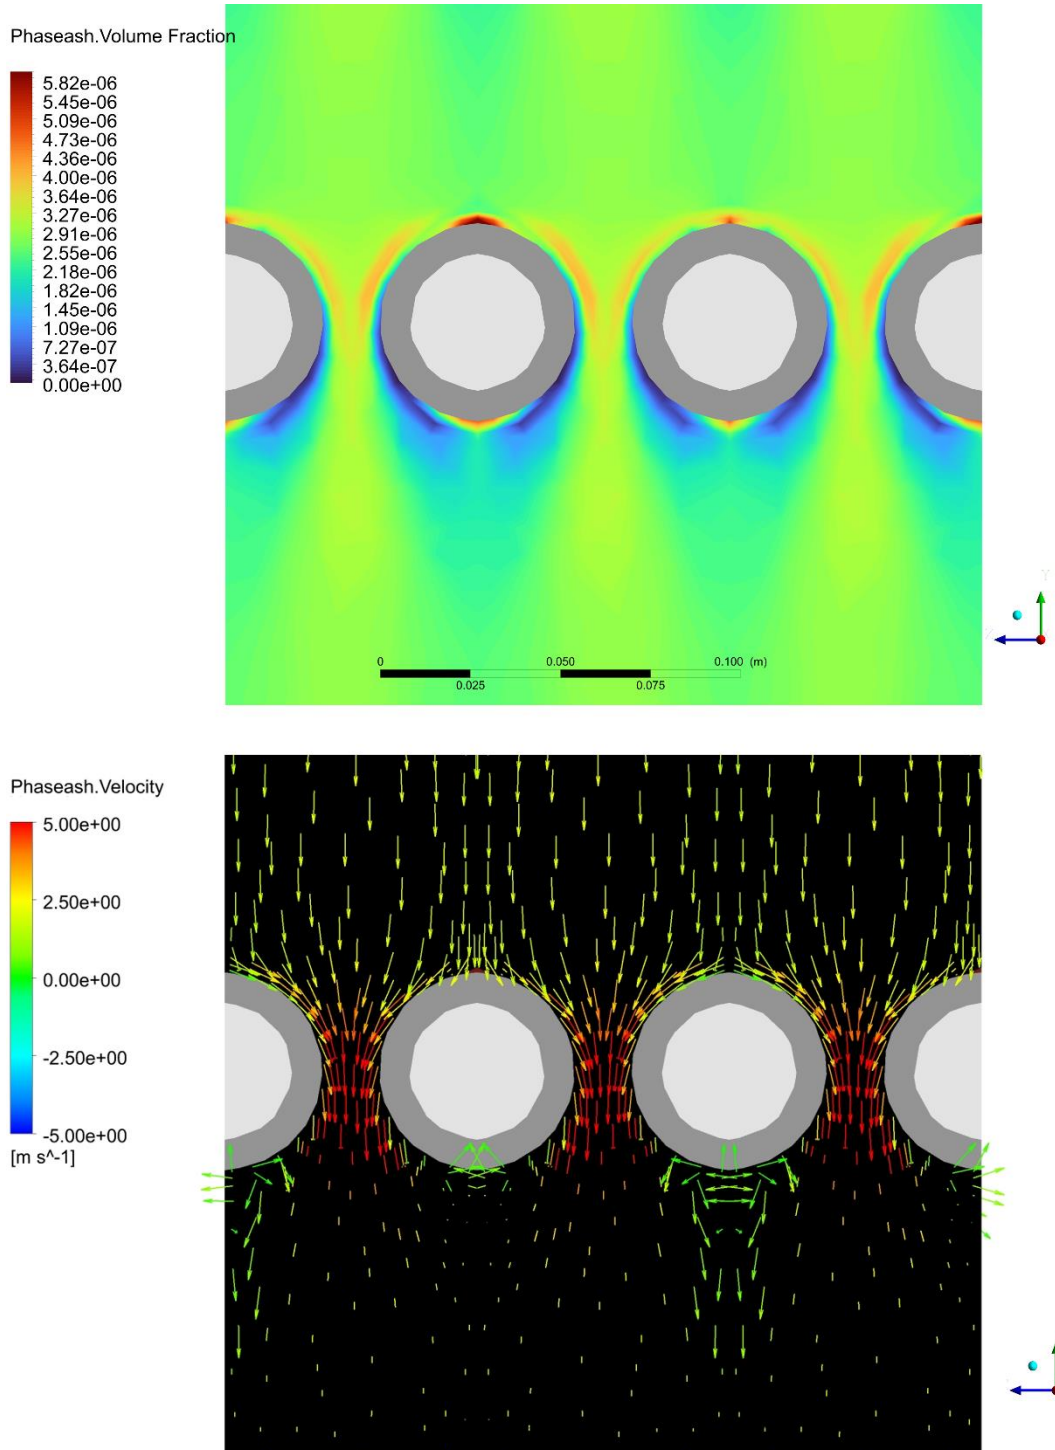 Phaseash.Volume Fraction
5.82e-06
5.45e-06
5.09e-06
4.73e-06
4.36e-06
4.00e-06
3.64e-06
3.27e-06
2.91e-06
2.55e-06
2.18e-06
1.82e-06
1.45e-06
1.09e-06
7.27e-07
3.64e-07
0.00e+00
0 0.050 0.100 (m)
0.025 0.075
Phaseash.Velocity
5.00e+00
2.50e+00
0.00e+00
-2.50e+00
-5.00e+00
[m s^-1]